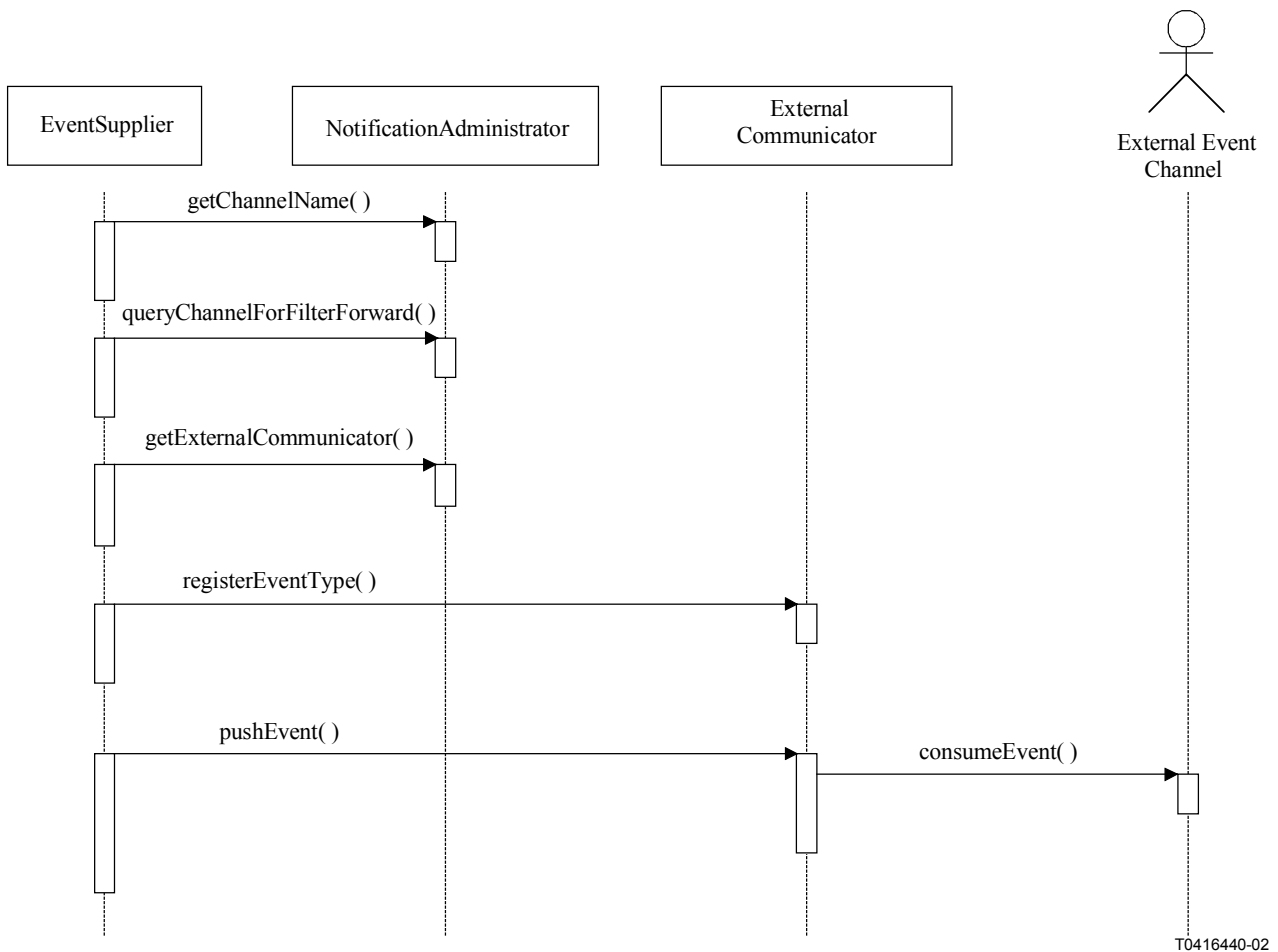 EventSupplier
NotificationAdministrator
External
Communicator
External Event
Channel
getChannelName( )
queryChannelForFilterForward( )
getExternalCommunicator( )
registerEventType( )
pushEvent( )
consumeEvent( )
T0416440-02